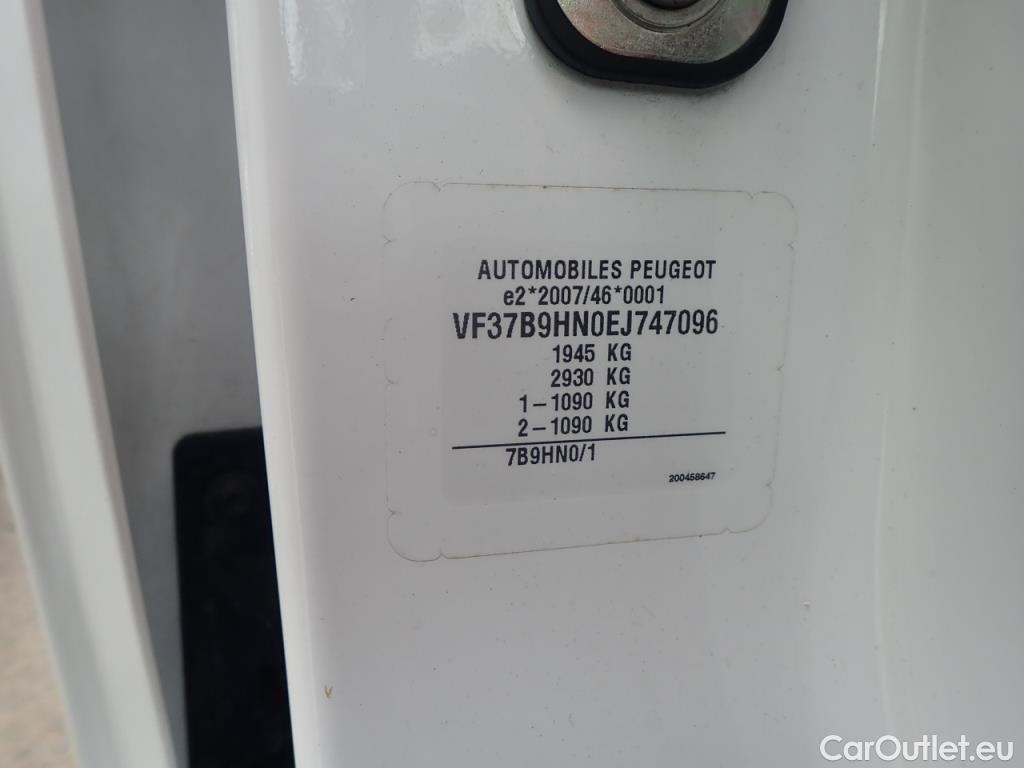 AUTOMOBILES PEUGEOT
e2*2007/46*0001
VF37B9HN0EJ747096
1945 KG
2930 KG
1-1090 KG
2-1090 KG
7B9HN0/1
200458647
CarOutlet.eu